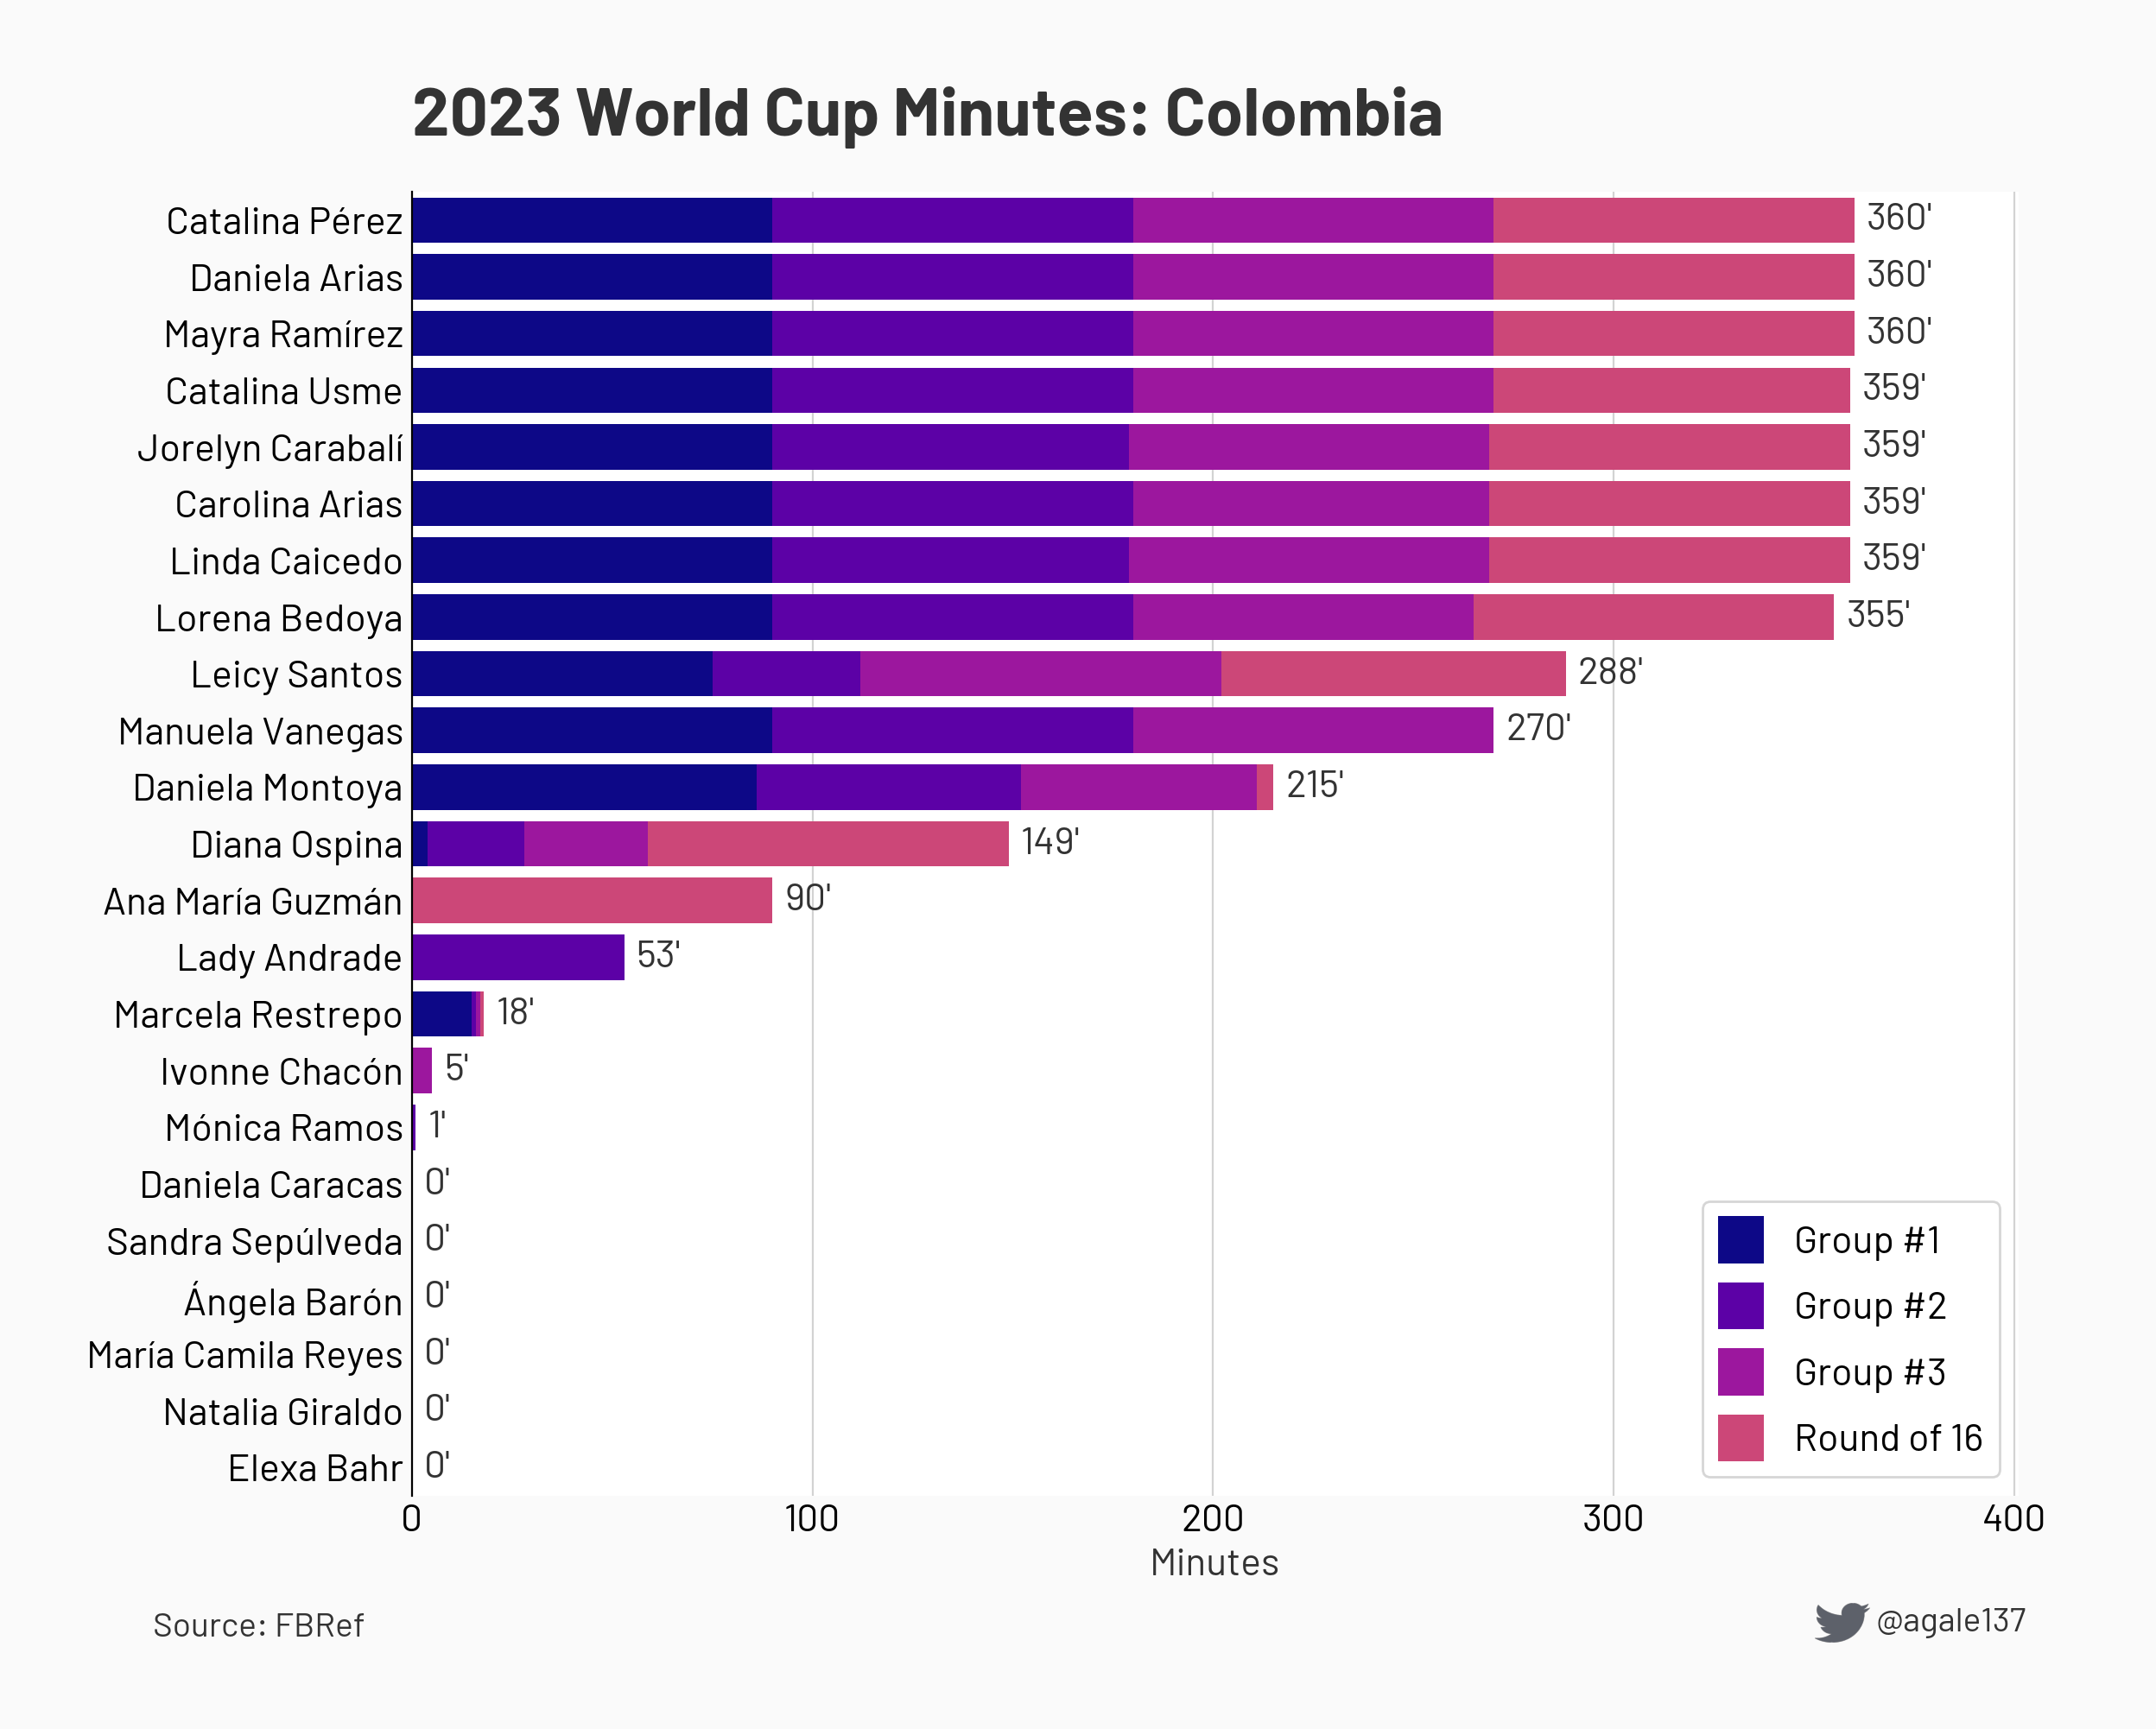 2023 World Cup Minutes: Colombia
Catalina Pérez 360'
Daniela Arias 360'
Mayra Ramírez 360'
Catalina Usme 359'
Jorelyn Carabalí 359'
Carolina Arias 359'
Linda Caicedo 359'
Lorena Bedoya 355'
Leicy Santos 288'
Manuela Vanegas 270'
Daniela Montoya 215'
Diana Ospina 149'
Ana María Guzmán 90'
Lady Andrade 53'
Marcela Restrepo 18'
Ivonne Chacón 5'
Mónica Ramos 1'
Daniela Caracas 0'
Sandra Sepúlveda 0'
Ángela Barón 0'
María Camila Reyes 0'
Natalia Giraldo 0'
Elexa Bahr 0'
Group #1
Group #2
Group #3
Round of 16
0 100 200 300 400
Minutes
Source: FBRef
@agale137